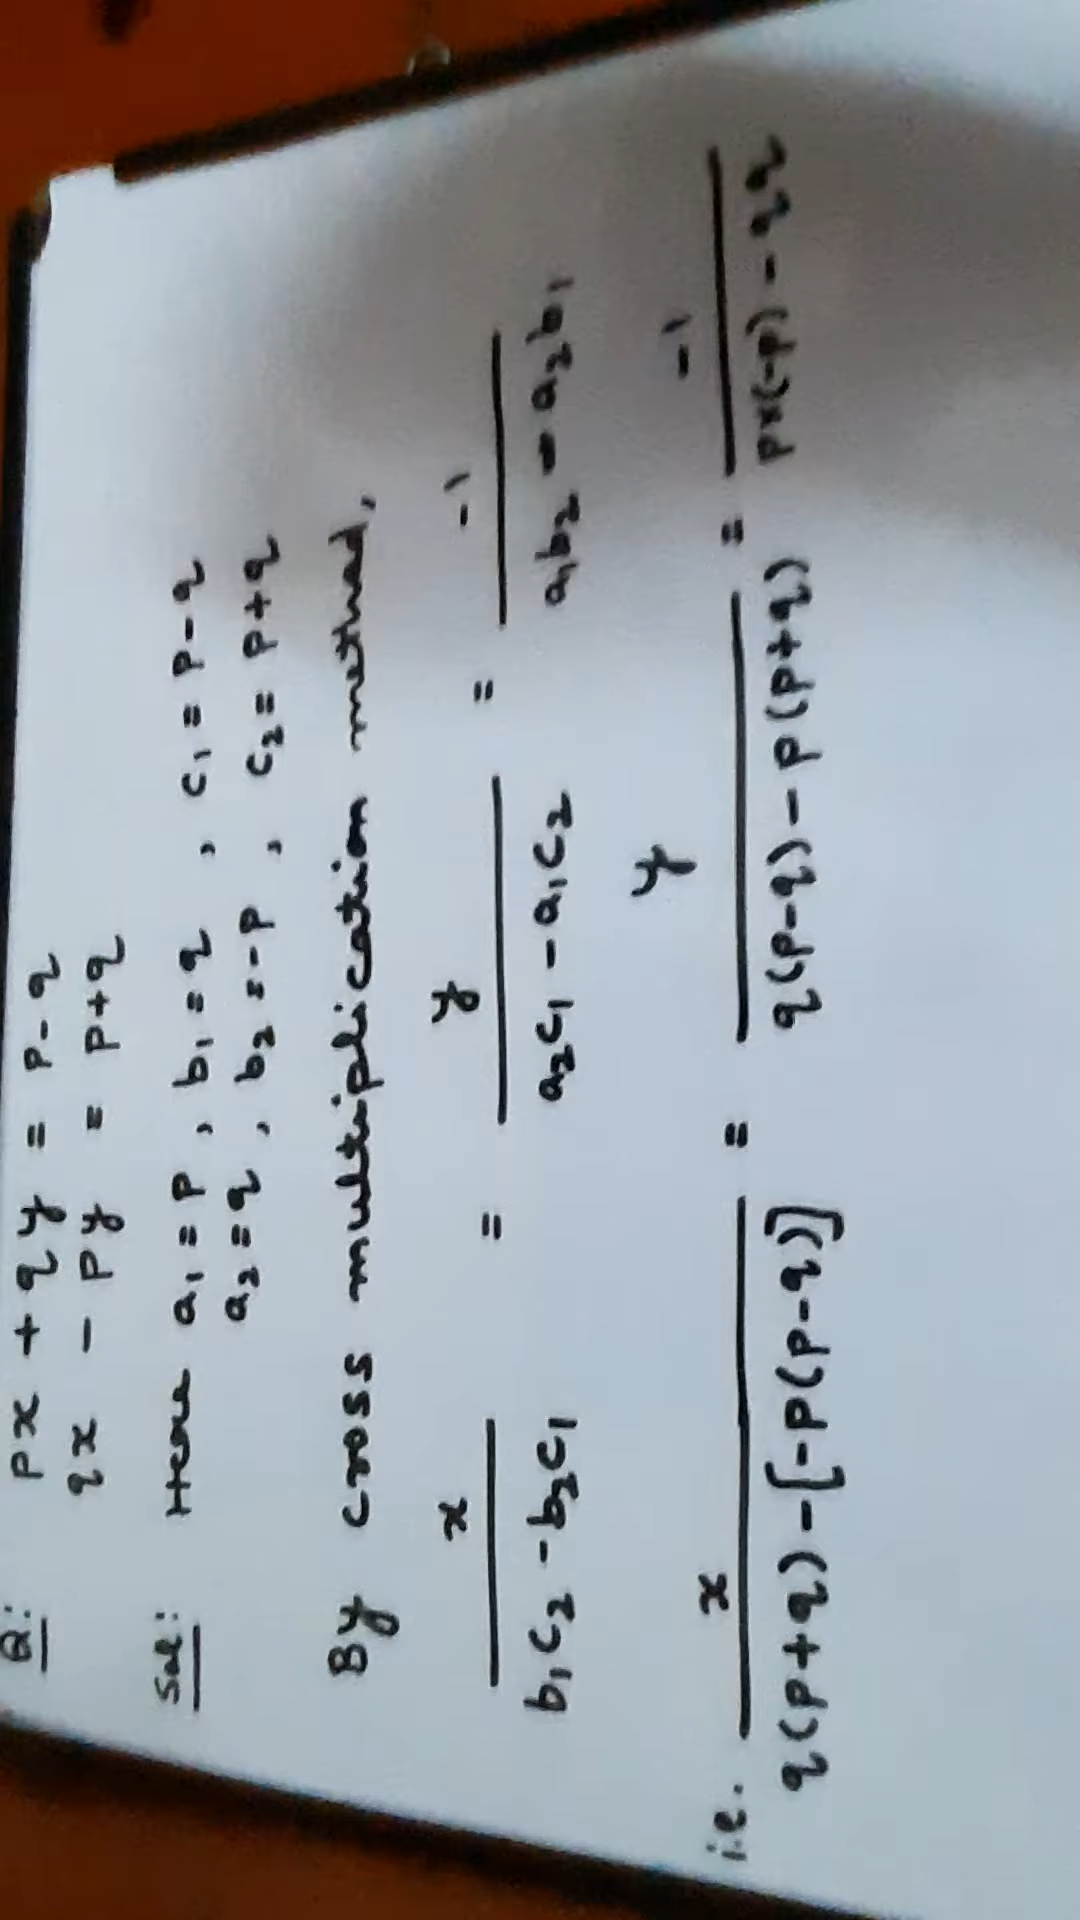 Q: px + qy = p-q
qx - py = p+q
Sol: Here a₁=p, b₁=q, c₁=p-q
a₂=q, b₂=-p, c₂=p+q
By cross multiplication method,
x/(b₁c₂-b₂c₁) = y/(a₂c₁-a₁c₂) = -1/(a₁b₂-a₂b₁)
i.e. x/(q(p+q)-[-p(p-q)]) = y/(q(p-q)-p(p+q)) = -1/(px(-p)-q²)